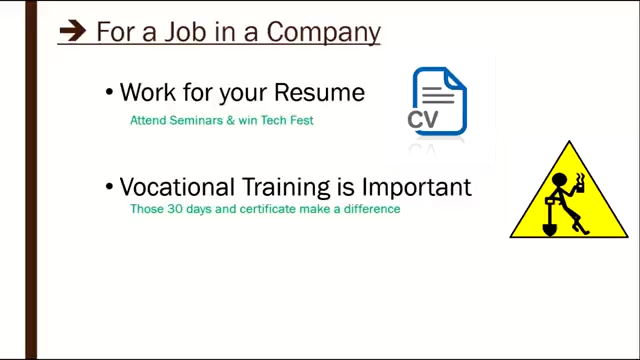 ➔ For a Job in a Company
• Work for your Resume
Attend Seminars & win Tech Fest
CV
• Vocational Training is Important
Those 30 days and certificate make a difference